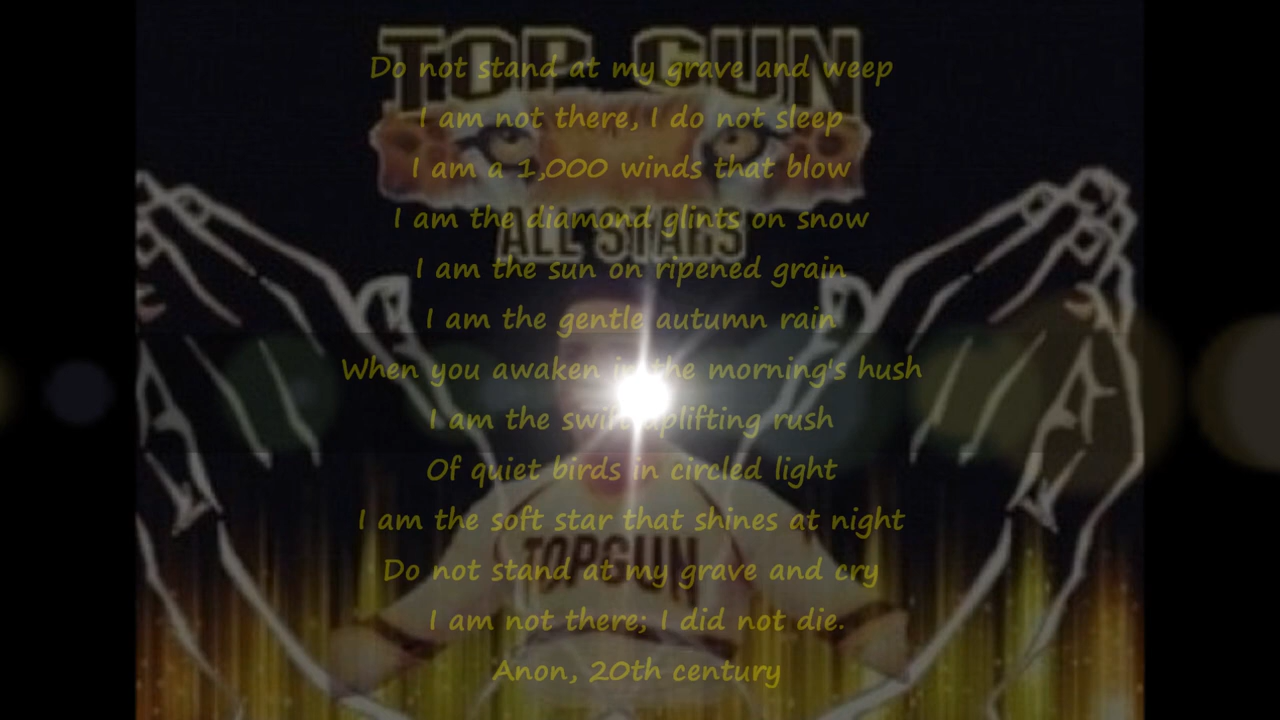 TOP GUN
ALL STARS
Do not stand at my grave and weep
I am not there, I do not sleep
I am a 1,000 winds that blow
I am the diamond glints on snow
I am the sun on ripened grain
I am the gentle autumn rain
When you awaken in the morning's hush
I am the swift uplifting rush
Of quiet birds in circled light
I am the soft star that shines at night
Do not stand at my grave and cry
I am not there; I did not die.
Anon, 20th century
TOPGUN